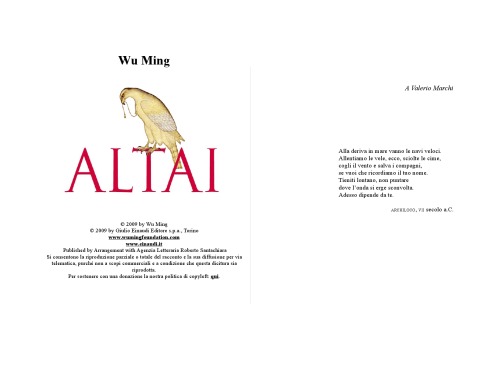 Wu Ming
ALTAI
© 2009 by Wu Ming
© 2009 by Giulio Einaudi Editore s.p.a., Torino
www.wumingfoundation.com
www.einaudi.it
Published by Arrangement with Agenzia Letteraria Roberto Santachiara
Si consentono la riproduzione parziale o totale del racconto e la sua diffusione per via
telematica, purché non a scopi commerciali e a condizione che questa dicitura sia
riprodotta.
Per sostenere con una donazione la nostra politica di copyleft: qui.
A Valerio Marchi
Alla deriva in mare vanno le navi veloci.
Allentiamo le vele, ecco, sciolte le cime,
cogli il vento e salva i compagni,
se vuoi che ricordiamo il tuo nome.
Tieniti lontano, non puntare
dove l'onda si erge sconvolta.
Adesso dipende da te.
ARCHILOCO, VII secolo a.C.